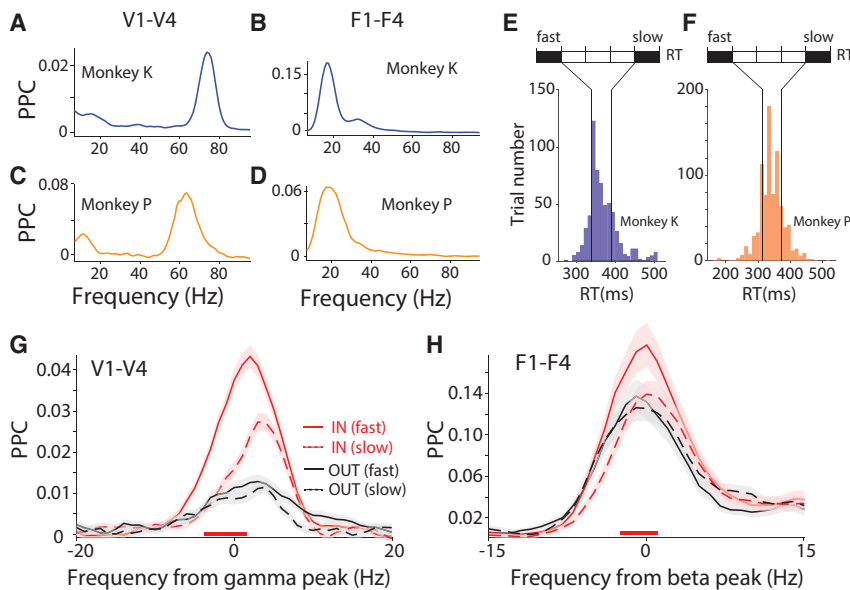 A
V1-V4
B
F1-F4
E
fast
slow
RT
F
fast
slow
RT
PPC
0.02
0
Monkey K
20
40
60
80
0.15
0
Monkey K
20
40
60
80
C
PPC
0.08
0
Monkey P
20
40
60
80
Frequency (Hz)
D
0.06
0
Monkey P
20
40
60
80
Frequency (Hz)
Trial number
150
100
50
0
Monkey K
300
400
500
RT(ms)
200
150
100
50
0
Monkey P
200
300
400
500
RT(ms)
G
V1-V4
PPC
0.04
0.03
0.02
0.01
0
IN (fast)
IN (slow)
OUT (fast)
OUT (slow)
-20
0
20
Frequency from gamma peak (Hz)
H
F1-F4
PPC
0.14
0.10
0.06
0.02
-15
0
15
Frequency from beta peak (Hz)